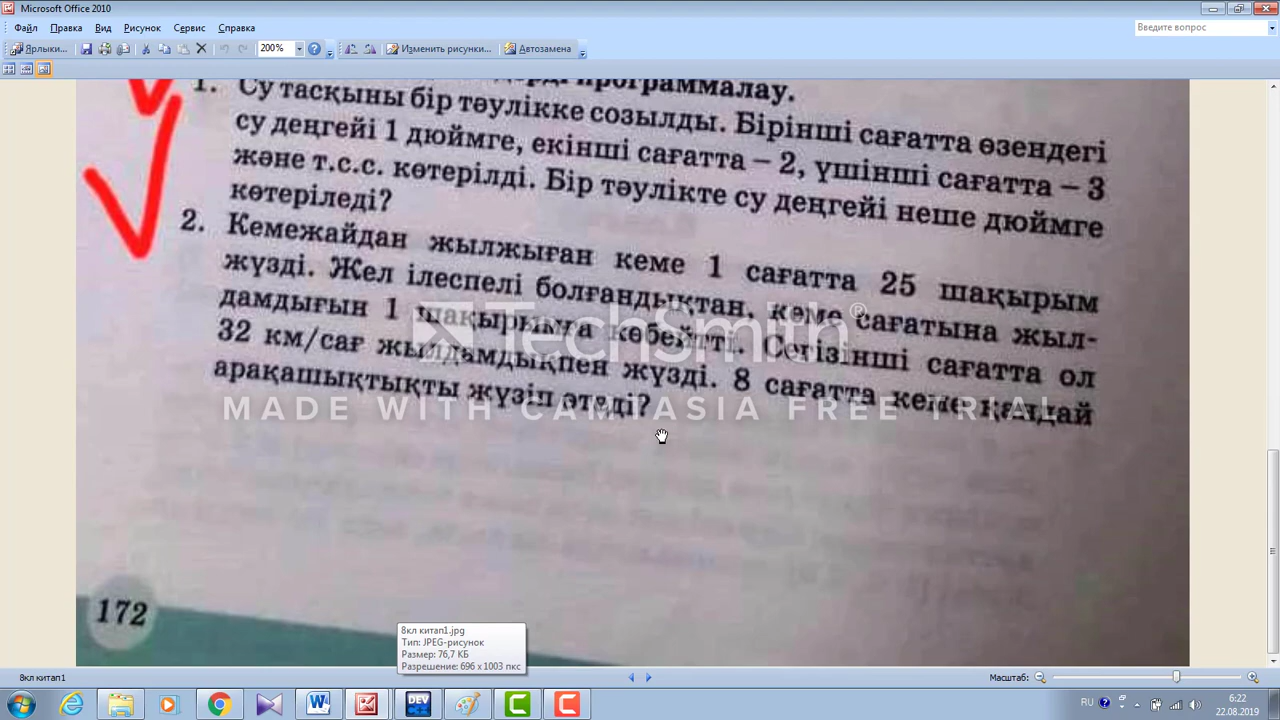 Microsoft Office 2010
Файл Правка Вид Рисунок Сервис Справка
Введите вопрос
Ярлыки... 200% Изменить рисунки... Автозамена
программалау.
1. Су тасқыны бір тәулікке созылды. Бірінші сағатта өзендегі
су деңгейі 1 дюймге, екінші сағатта – 2, үшінші сағатта – 3
және т.с.с. көтерілді. Бір тәулікте су деңгейі неше дюймге
көтеріледі?
2. Кемежайдан жылжыған кеме 1 сағатта 25 шақырым
жүзді. Жел ілеспелі болғандықтан, кеме сағатына жыл-
дамдығын 1 шақырымға көбейтті. Сегізінші сағатта ол
32 км/сағ жылдамдықпен жүзді. 8 сағатта кеме қандай
арақашықтықты жүзіп өтеді?
TechSmith®
MADE WITH CAMTASIA FREE TRIAL
172
8кл китап1.jpg
Тип: JPEG-рисунок
Размер: 76,7 КБ
Разрешение: 696 x 1003 пкс
8кл китап1
Масштаб:
DEV
RU
6:22
22.08.2019